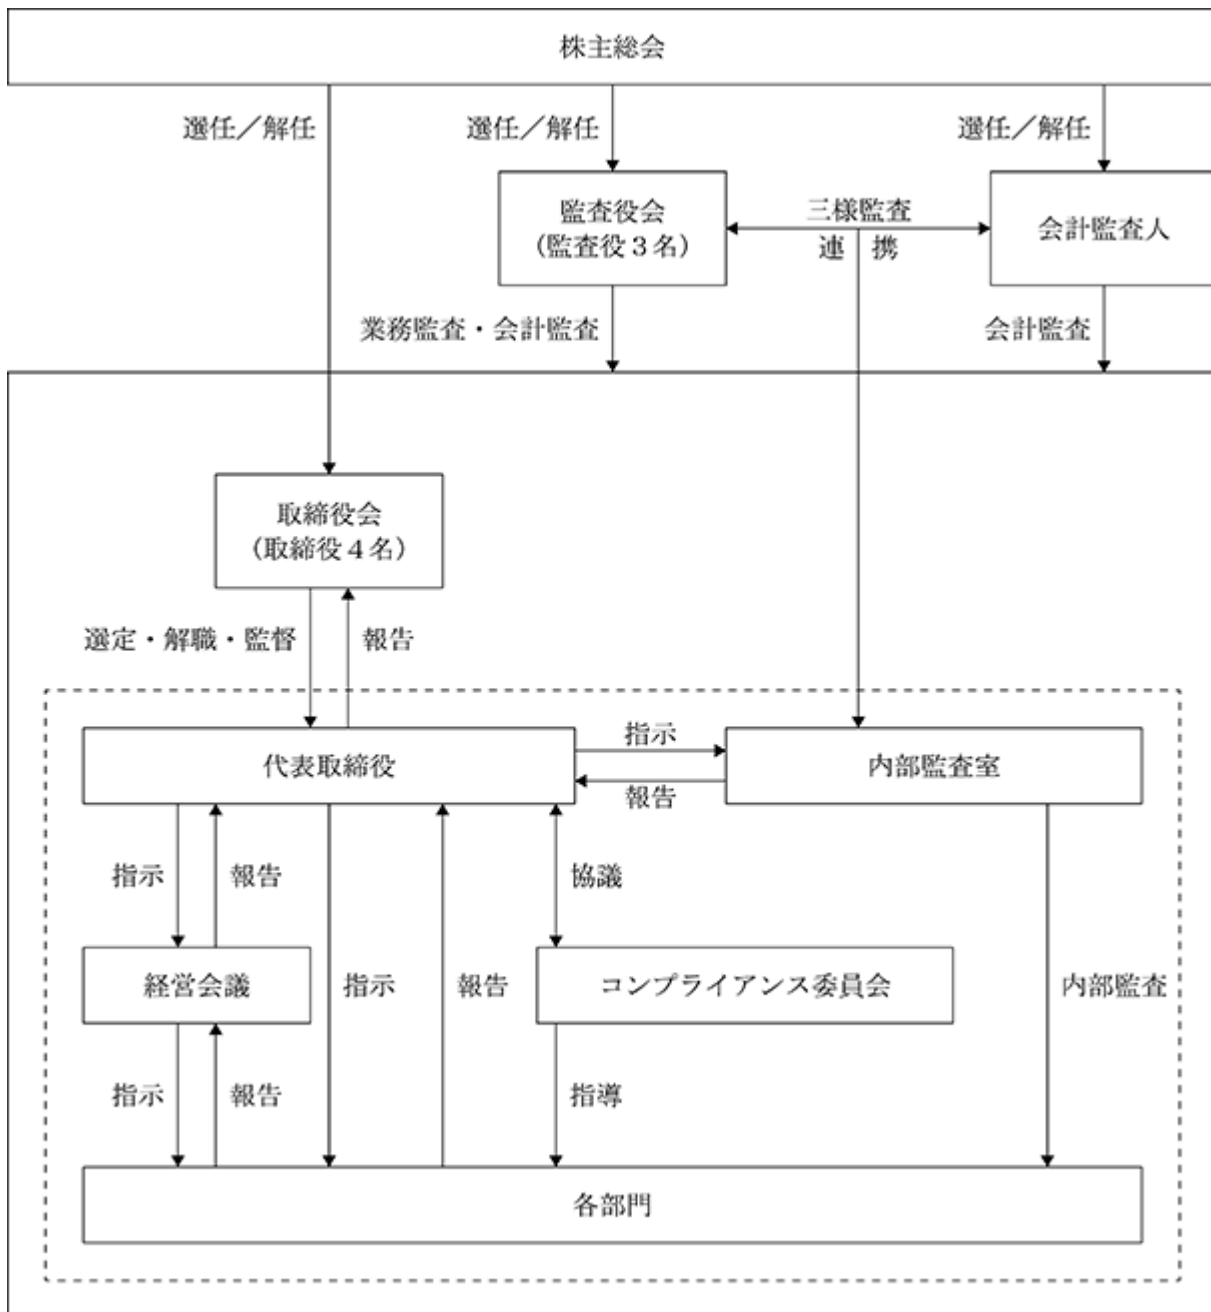 株主総会
選任／解任
選任／解任
選任／解任
監査役会
（監査役３名）
三様監査
連　携
会計監査人
業務監査・会計監査
会計監査
取締役会
（取締役４名）
選定・解職・監督
報告
代表取締役
指示
報告
内部監査室
指示
報告
協議
経営会議
指示
報告
コンプライアンス委員会
内部監査
指示
報告
指導
各部門